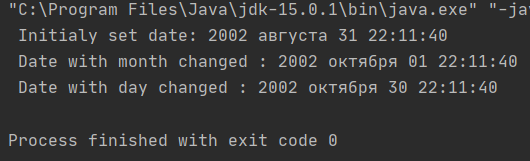 "C:\Program Files\Java\jdk-15.0.1\bin\java.exe" "-ja
Initialy set date: 2002 августа 31 22:11:40
Date with month changed : 2002 октября 01 22:11:40
Date with day changed : 2002 октября 30 22:11:40
Process finished with exit code 0